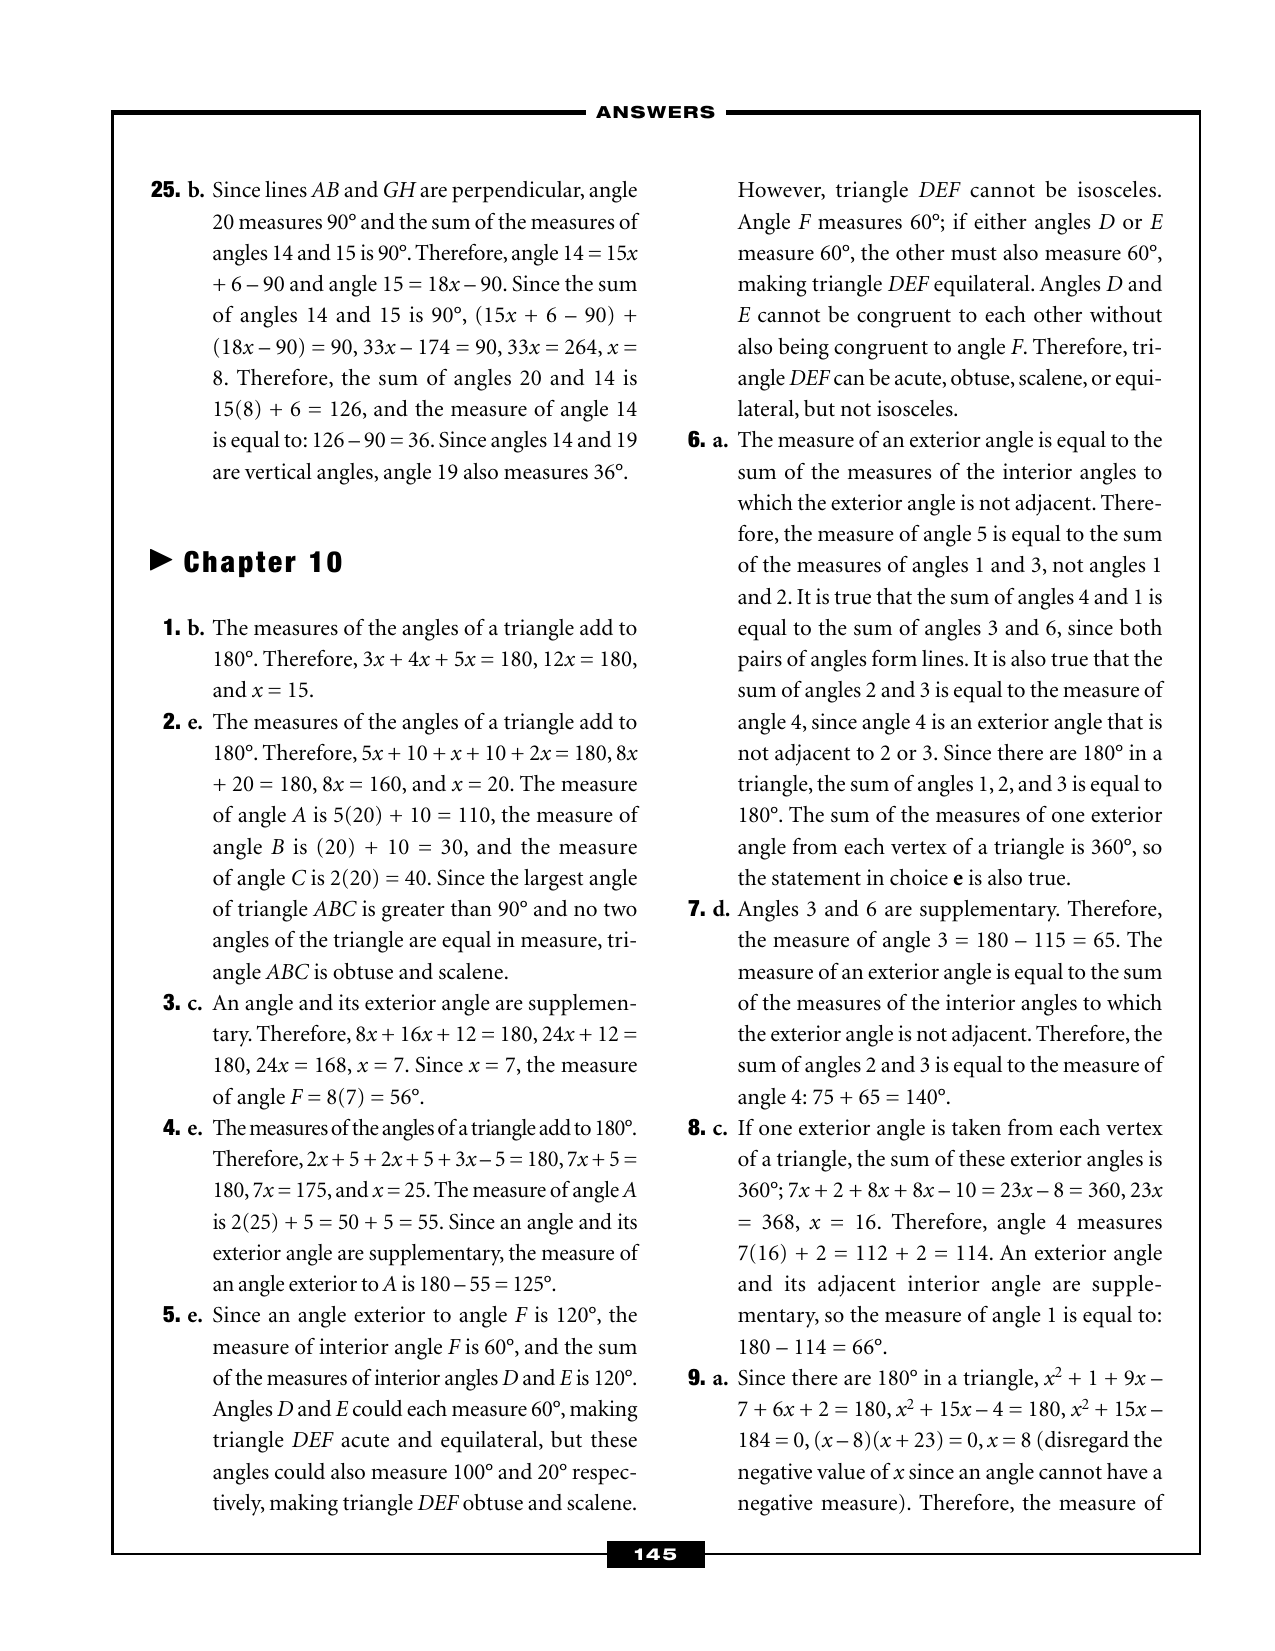 ANSWERS
25. b. Since lines AB and GH are perpendicular, angle
20 measures 90° and the sum of the measures of
angles 14 and 15 is 90°. Therefore, angle 14 = 15x
+ 6 – 90 and angle 15 = 18x – 90. Since the sum
of angles 14 and 15 is 90°, (15x + 6 – 90) +
(18x – 90) = 90, 33x – 174 = 90, 33x = 264, x =
8. Therefore, the sum of angles 20 and 14 is
15(8) + 6 = 126, and the measure of angle 14
is equal to: 126 – 90 = 36. Since angles 14 and 19
are vertical angles, angle 19 also measures 36°.
Chapter 10
1. b. The measures of the angles of a triangle add to
180°. Therefore, 3x + 4x + 5x = 180, 12x = 180,
and x = 15.
2. e. The measures of the angles of a triangle add to
180°. Therefore, 5x + 10 + x + 10 + 2x = 180, 8x
+ 20 = 180, 8x = 160, and x = 20. The measure
of angle A is 5(20) + 10 = 110, the measure of
angle B is (20) + 10 = 30, and the measure
of angle C is 2(20) = 40. Since the largest angle
of triangle ABC is greater than 90° and no two
angles of the triangle are equal in measure, tri-
angle ABC is obtuse and scalene.
3. c. An angle and its exterior angle are supplemen-
tary. Therefore, 8x + 16x + 12 = 180, 24x + 12 =
180, 24x = 168, x = 7. Since x = 7, the measure
of angle F = 8(7) = 56°.
4. e. The measures of the angles of a triangle add to 180°.
Therefore, 2x + 5 + 2x + 5 + 3x – 5 = 180, 7x + 5 =
180, 7x = 175, and x = 25. The measure of angle A
is 2(25) + 5 = 50 + 5 = 55. Since an angle and its
exterior angle are supplementary, the measure of
an angle exterior to A is 180 – 55 = 125°.
5. e. Since an angle exterior to angle F is 120°, the
measure of interior angle F is 60°, and the sum
of the measures of interior angles D and E is 120°.
Angles D and E could each measure 60°, making
triangle DEF acute and equilateral, but these
angles could also measure 100° and 20° respec-
tively, making triangle DEF obtuse and scalene.
However, triangle DEF cannot be isosceles.
Angle F measures 60°; if either angles D or E
measure 60°, the other must also measure 60°,
making triangle DEF equilateral. Angles D and
E cannot be congruent to each other without
also being congruent to angle F. Therefore, tri-
angle DEF can be acute, obtuse, scalene, or equi-
lateral, but not isosceles.
6. a. The measure of an exterior angle is equal to the
sum of the measures of the interior angles to
which the exterior angle is not adjacent. There-
fore, the measure of angle 5 is equal to the sum
of the measures of angles 1 and 3, not angles 1
and 2. It is true that the sum of angles 4 and 1 is
equal to the sum of angles 3 and 6, since both
pairs of angles form lines. It is also true that the
sum of angles 2 and 3 is equal to the measure of
angle 4, since angle 4 is an exterior angle that is
not adjacent to 2 or 3. Since there are 180° in a
triangle, the sum of angles 1, 2, and 3 is equal to
180°. The sum of the measures of one exterior
angle from each vertex of a triangle is 360°, so
the statement in choice e is also true.
7. d. Angles 3 and 6 are supplementary. Therefore,
the measure of angle 3 = 180 – 115 = 65. The
measure of an exterior angle is equal to the sum
of the measures of the interior angles to which
the exterior angle is not adjacent. Therefore, the
sum of angles 2 and 3 is equal to the measure of
angle 4: 75 + 65 = 140°.
8. c. If one exterior angle is taken from each vertex
of a triangle, the sum of these exterior angles is
360°; 7x + 2 + 8x + 8x – 10 = 23x – 8 = 360, 23x
= 368, x = 16. Therefore, angle 4 measures
7(16) + 2 = 112 + 2 = 114. An exterior angle
and its adjacent interior angle are supple-
mentary, so the measure of angle 1 is equal to:
180 – 114 = 66°.
9. a. Since there are 180° in a triangle, x² + 1 + 9x –
7 + 6x + 2 = 180, x² + 15x – 4 = 180, x² + 15x –
184 = 0, (x – 8)(x + 23) = 0, x = 8 (disregard the
negative value of x since an angle cannot have a
negative measure). Therefore, the measure of
145